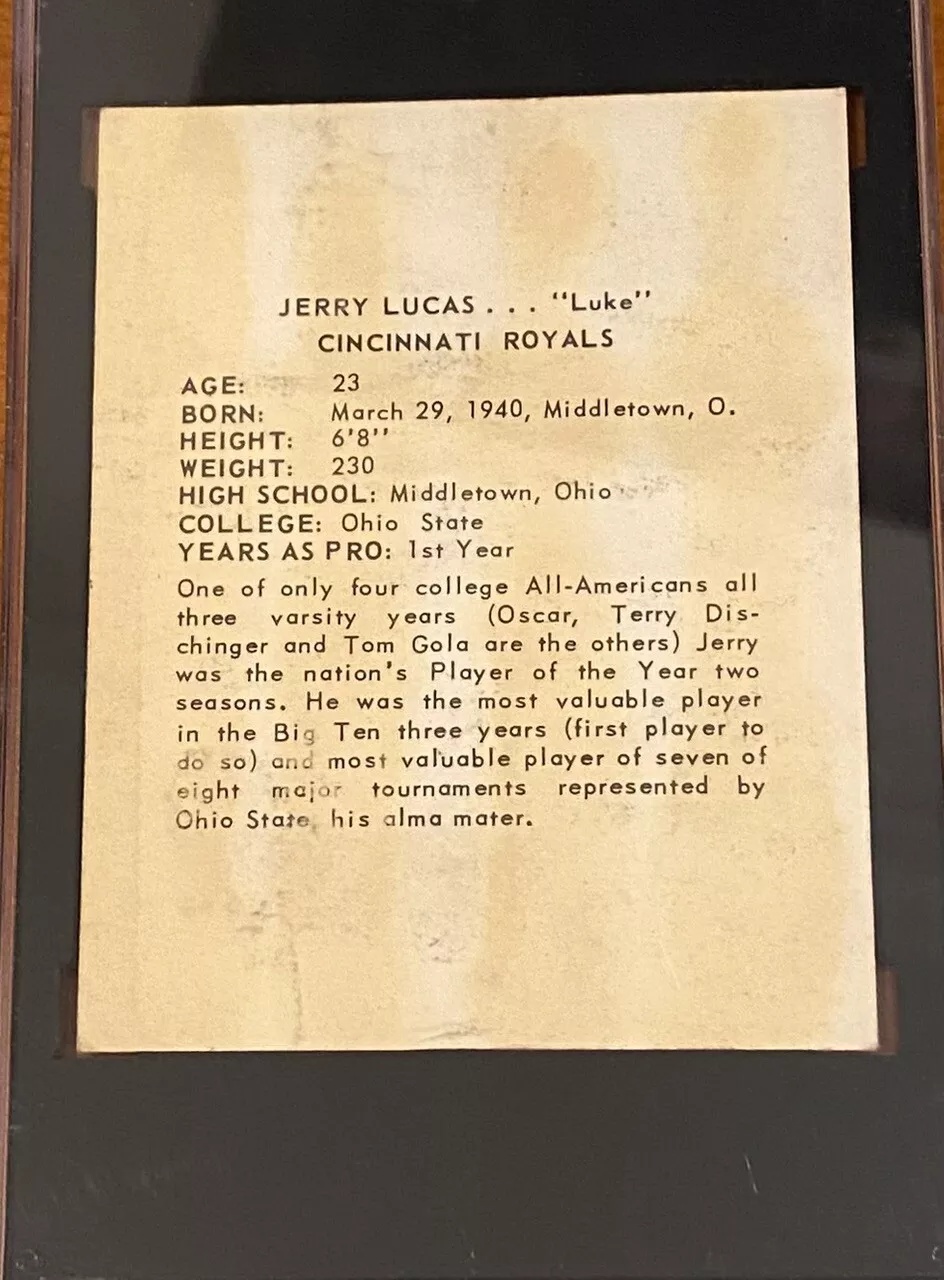 JERRY LUCAS . . . "Luke"
CINCINNATI ROYALS
AGE: 23
BORN: March 29, 1940, Middletown, O.
HEIGHT: 6'8"
WEIGHT: 230
HIGH SCHOOL: Middletown, Ohio
COLLEGE: Ohio State
YEARS AS PRO: 1st Year
One of only four college All-Americans all
three varsity years (Oscar, Terry Dis-
chinger and Tom Gola are the others) Jerry
was the nation's Player of the Year two
seasons. He was the most valuable player
in the Big Ten three years (first player to
do so) and most valuable player of seven of
eight major tournaments represented by
Ohio State, his alma mater.